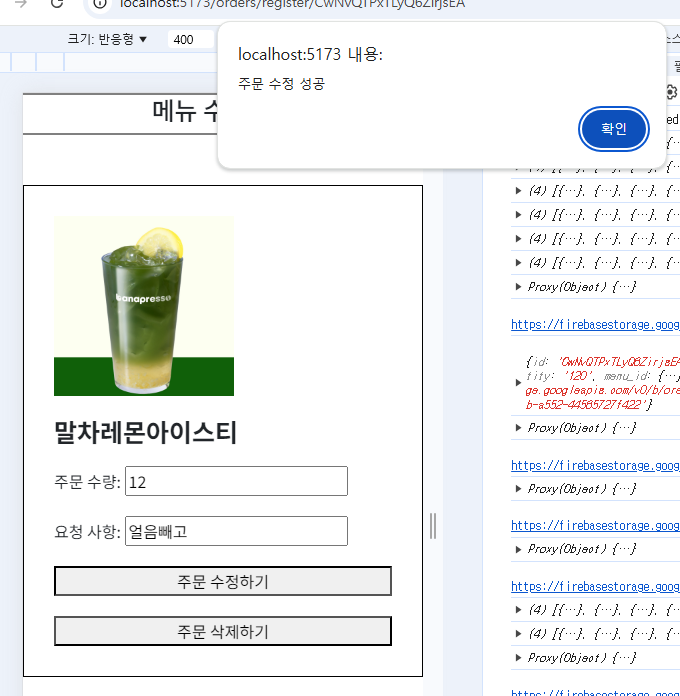 localhost:5173/orders/register/CwNvQTPxTLyQ6ZirjsEA
크기: 반응형 ▼ 400
localhost:5173 내용:
주문 수정 성공
확인
메뉴 수
bonapresso
말차레몬아이스티
주문 수량: 12
요청 사항: 얼음빼고
주문 수정하기
주문 삭제하기
ed
▶ (4) [{…}, {…}, {…},
▶ (4) [{…}, {…}, {…},
▶ (4) [{…}, {…}, {…},
▶ (4) [{…}, {…}, {…},
▶ Proxy(Object) {…}
https://firebasestorage.goog
{id: 'CwNvQTPxTLyQ6ZirjsEA
tity: '120', menu_id: {…
ge.googleapis.com/v0/b/ore
b-a552-44565727f422'}
▶ Proxy(Object) {…}
https://firebasestorage.goog
▶ Proxy(Object) {…}
https://firebasestorage.goog
▶ Proxy(Object) {…}
https://firebasestorage.goog
▶ (4) [{…}, {…}, {…},
▶ (4) [{…}, {…}, {…},
▶ Proxy(Object) {…}
https://firebasestorage.goog